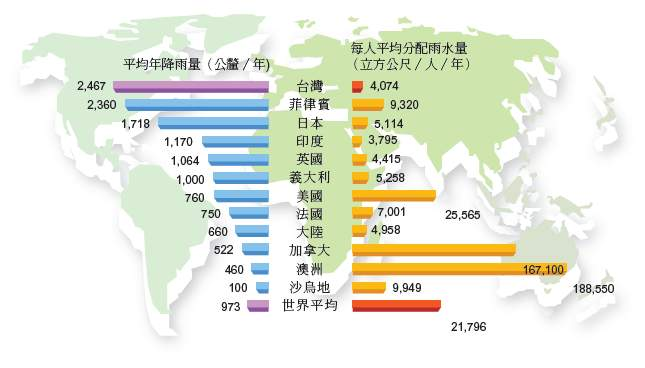 平均年降雨量（公釐／年）
每人平均分配雨水量
（立方公尺／人／年）
2,467 台灣 4,074
2,360 菲律賓 9,320
1,718 日本 5,114
1,170 印度 3,795
1,064 英國 4,415
1,000 義大利 5,258
760 美國 25,565
750 法國 7,001
660 大陸 4,958
522 加拿大 167,100
460 澳洲 188,550
100 沙烏地 9,949
973 世界平均 21,796